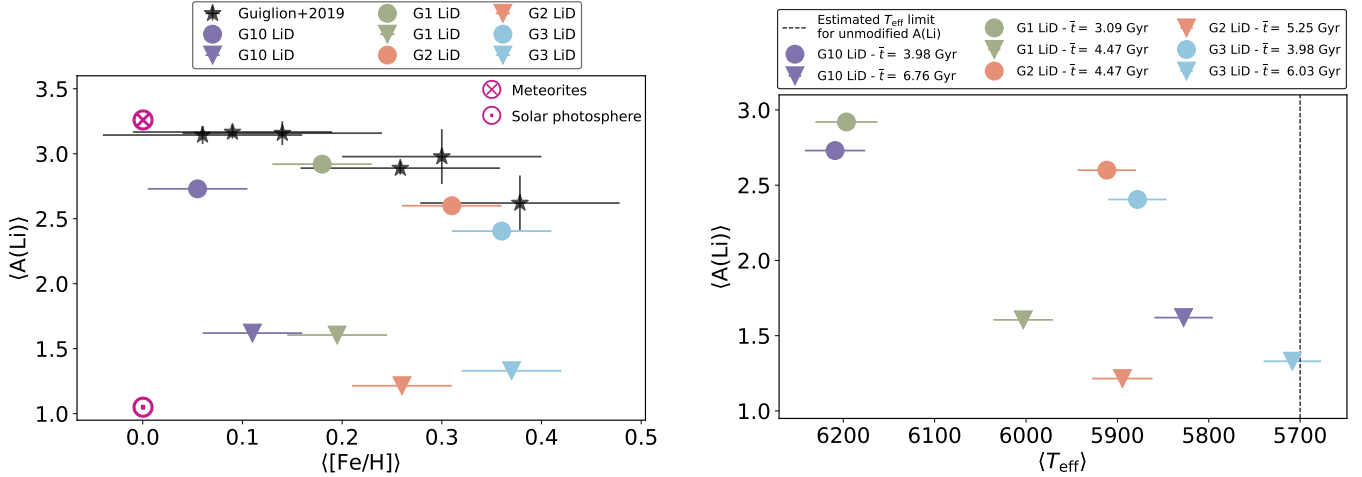 Guiglion+2019
G10 LiD
G10 LiD
G1 LiD
G1 LiD
G2 LiD
G2 LiD
G3 LiD
G3 LiD
Meteorites
Solar photosphere
3.5
3.0
2.5
2.0
1.5
1.0
⟨A(Li)⟩
0.0 0.1 0.2 0.3 0.4 0.5
⟨[Fe/H]⟩
Estimated T_eff limit
for unmodified A(Li)
G10 LiD - t̄ = 3.98 Gyr
G10 LiD - t̄ = 6.76 Gyr
G1 LiD - t̄ = 3.09 Gyr
G1 LiD - t̄ = 4.47 Gyr
G2 LiD - t̄ = 4.47 Gyr
G2 LiD - t̄ = 5.25 Gyr
G3 LiD - t̄ = 3.98 Gyr
G3 LiD - t̄ = 6.03 Gyr
3.0
2.5
2.0
1.5
1.0
⟨A(Li)⟩
6200 6100 6000 5900 5800 5700
⟨T_eff⟩